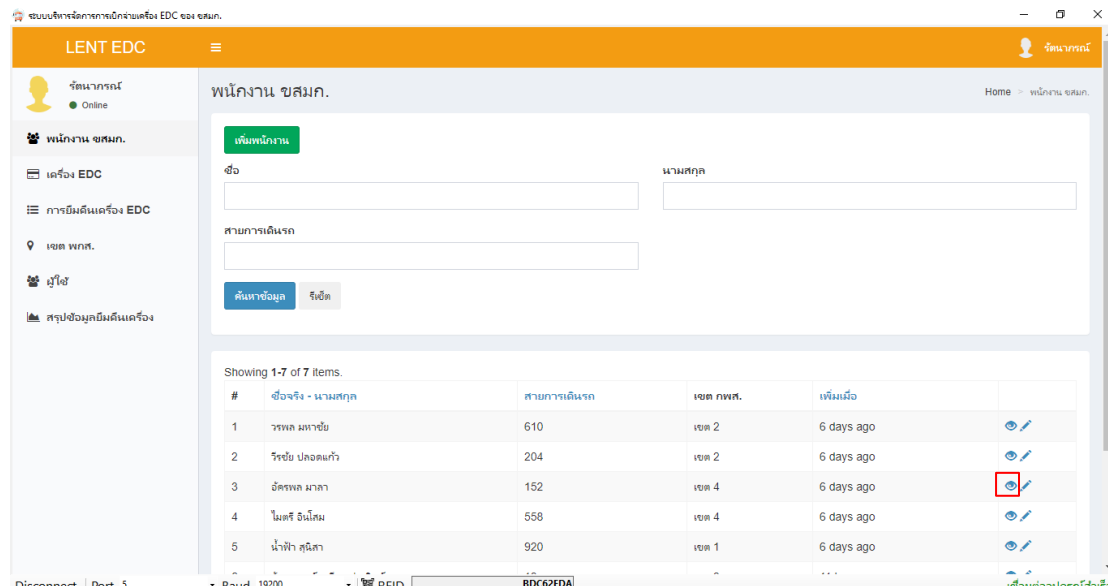 ระบบบริหารจัดการการเบิกจ่ายเครื่อง EDC ของ ขสมก.
LENT EDC
รัตนาภรณ์
รัตนาภรณ์
Online
พนักงาน ขสมก.
เครื่อง EDC
การยืมคืนเครื่อง EDC
เขต พกส.
ผู้ใช้
สรุปข้อมูลยืมคืนเครื่อง
พนักงาน ขสมก.
Home > พนักงาน ขสมก.
เพิ่มพนักงาน
ชื่อ นามสกุล
สายการเดินรถ
ค้นหาข้อมูล รีเซ็ต
Showing 1-7 of 7 items.
# ชื่อจริง - นามสกุล สายการเดินรถ เขต กพส. เพิ่มเมื่อ
1 วรพล มหาชัย 610 เขต 2 6 days ago
2 วีรชัย ปลอดแก้ว 204 เขต 2 6 days ago
3 อัครพล มาลา 152 เขต 4 6 days ago
4 ไมตรี อินโสม 558 เขต 4 6 days ago
5 น้ำฟ้า สุนิสา 920 เขต 1 6 days ago
Disconnect Port 5 Baud 19200 RFID BDC62FDA